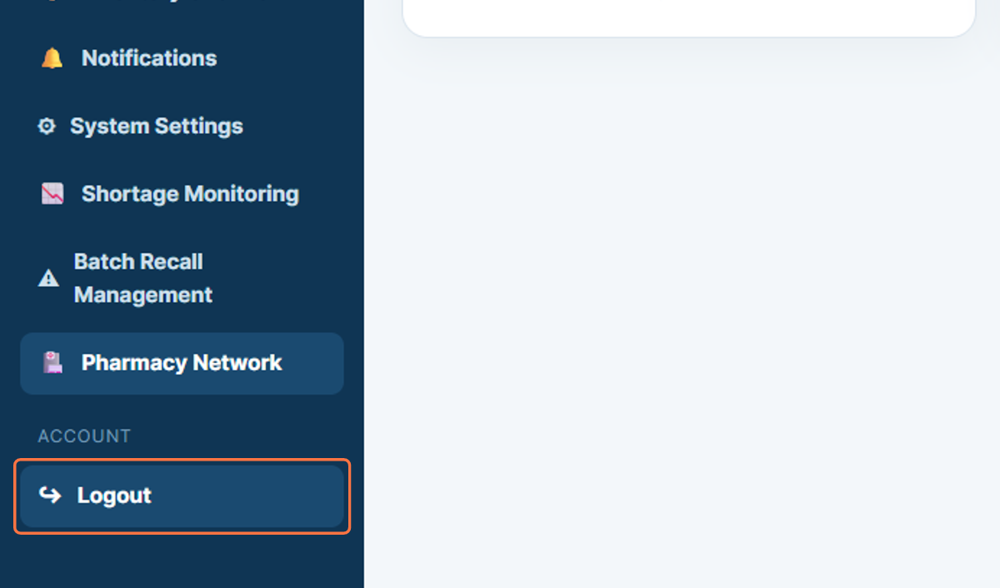 Notifications
System Settings
Shortage Monitoring
Batch Recall
Management
Pharmacy Network
ACCOUNT
Logout